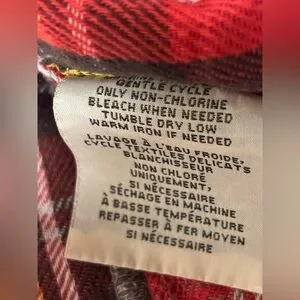 GENTLE CYCLE
ONLY NON-CHLORINE
BLEACH WHEN NEEDED
TUMBLE DRY LOW
WARM IRON IF NEEDED
LAVAGE À L'EAU FROIDE,
CYCLE TEXTILES DELICATS
BLANCHISSEUR
NON CHLORÉ
UNIQUEMENT,
SI NÉCESSAIRE
SÉCHAGE EN MACHINE
À BASSE TEMPÉRATURE
REPASSER À FER MOYEN
SI NÉCESSAIRE